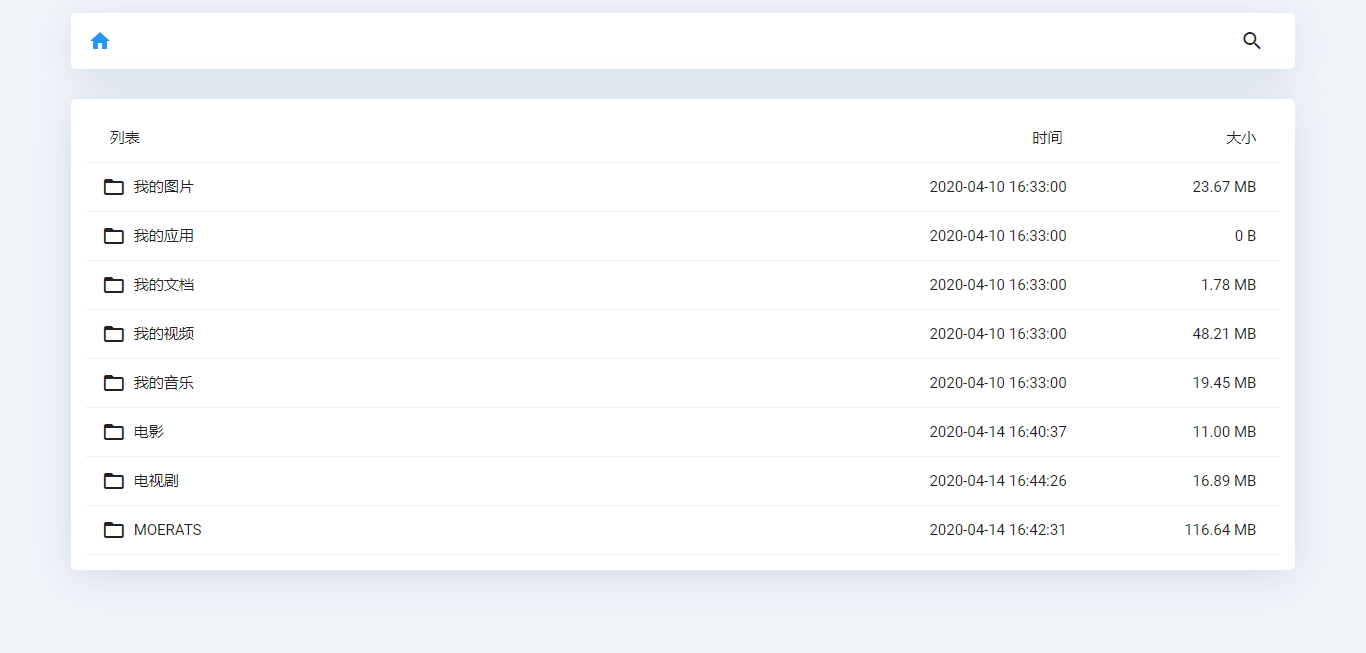 列表 时间 大小
我的图片 2020-04-10 16:33:00 23.67 MB
我的应用 2020-04-10 16:33:00 0 B
我的文档 2020-04-10 16:33:00 1.78 MB
我的视频 2020-04-10 16:33:00 48.21 MB
我的音乐 2020-04-10 16:33:00 19.45 MB
电影 2020-04-14 16:40:37 11.00 MB
电视剧 2020-04-14 16:44:26 16.89 MB
MOERATS 2020-04-14 16:42:31 116.64 MB